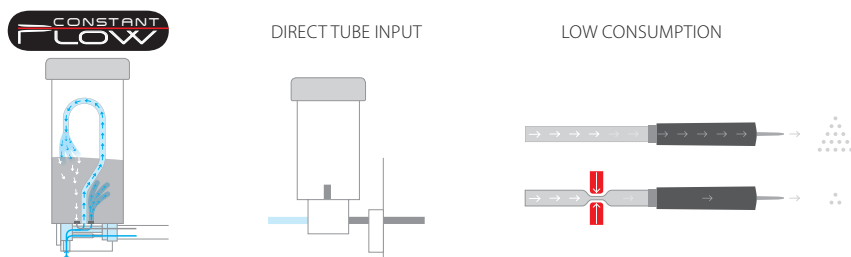 CONSTANT
FLOW
DIRECT TUBE INPUT
LOW CONSUMPTION